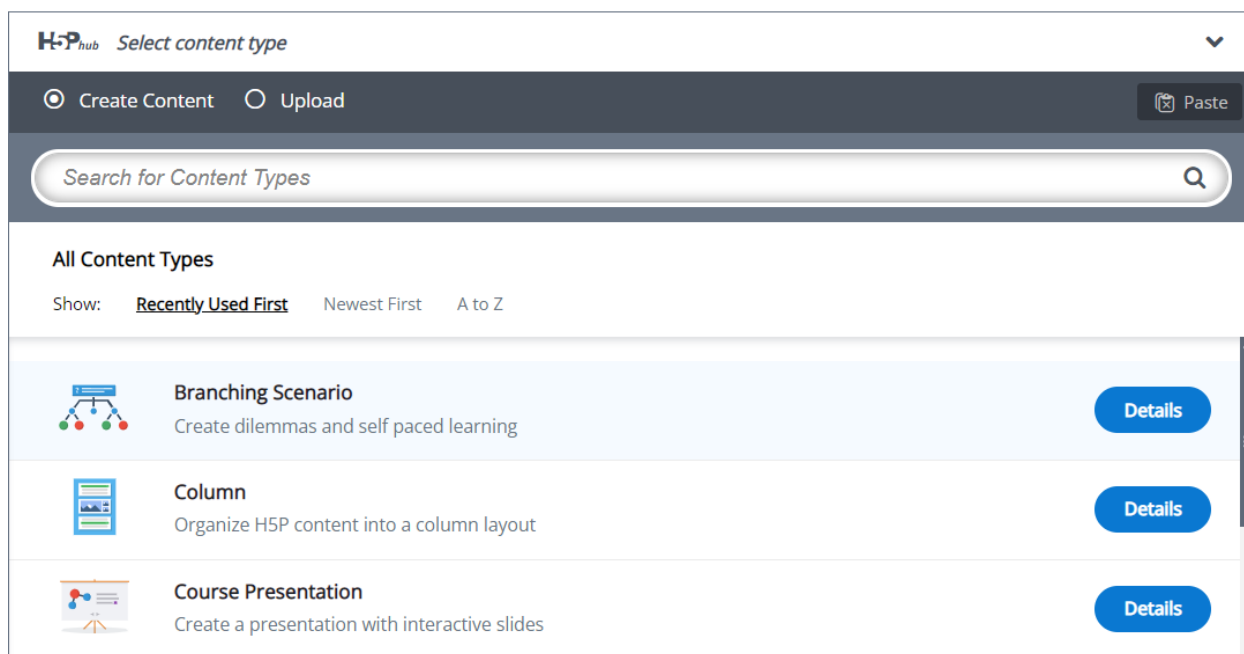 H5Phub Select content type
Create Content Upload Paste
Search for Content Types
All Content Types
Show: Recently Used First Newest First A to Z
Branching Scenario
Create dilemmas and self paced learning
Details
Column
Organize H5P content into a column layout
Details
Course Presentation
Create a presentation with interactive slides
Details